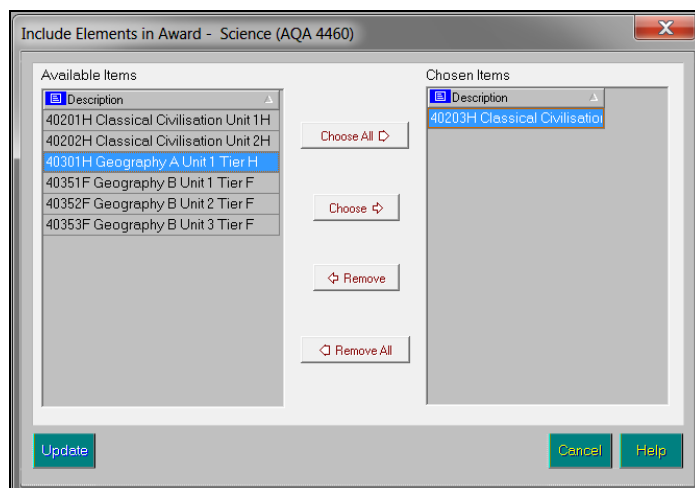 Include Elements in Award - Science (AQA 4460)
X
Available Items
Description
40201H Classical Civilisation Unit 1H
40202H Classical Civilisation Unit 2H
40301H Geography A Unit 1 Tier H
40351F Geography B Unit 1 Tier F
40352F Geography B Unit 2 Tier F
40353F Geography B Unit 3 Tier F
Choose All
Choose
Remove
Remove All
Chosen Items
Description
40203H Classical Civilisatio
Update
Cancel
Help